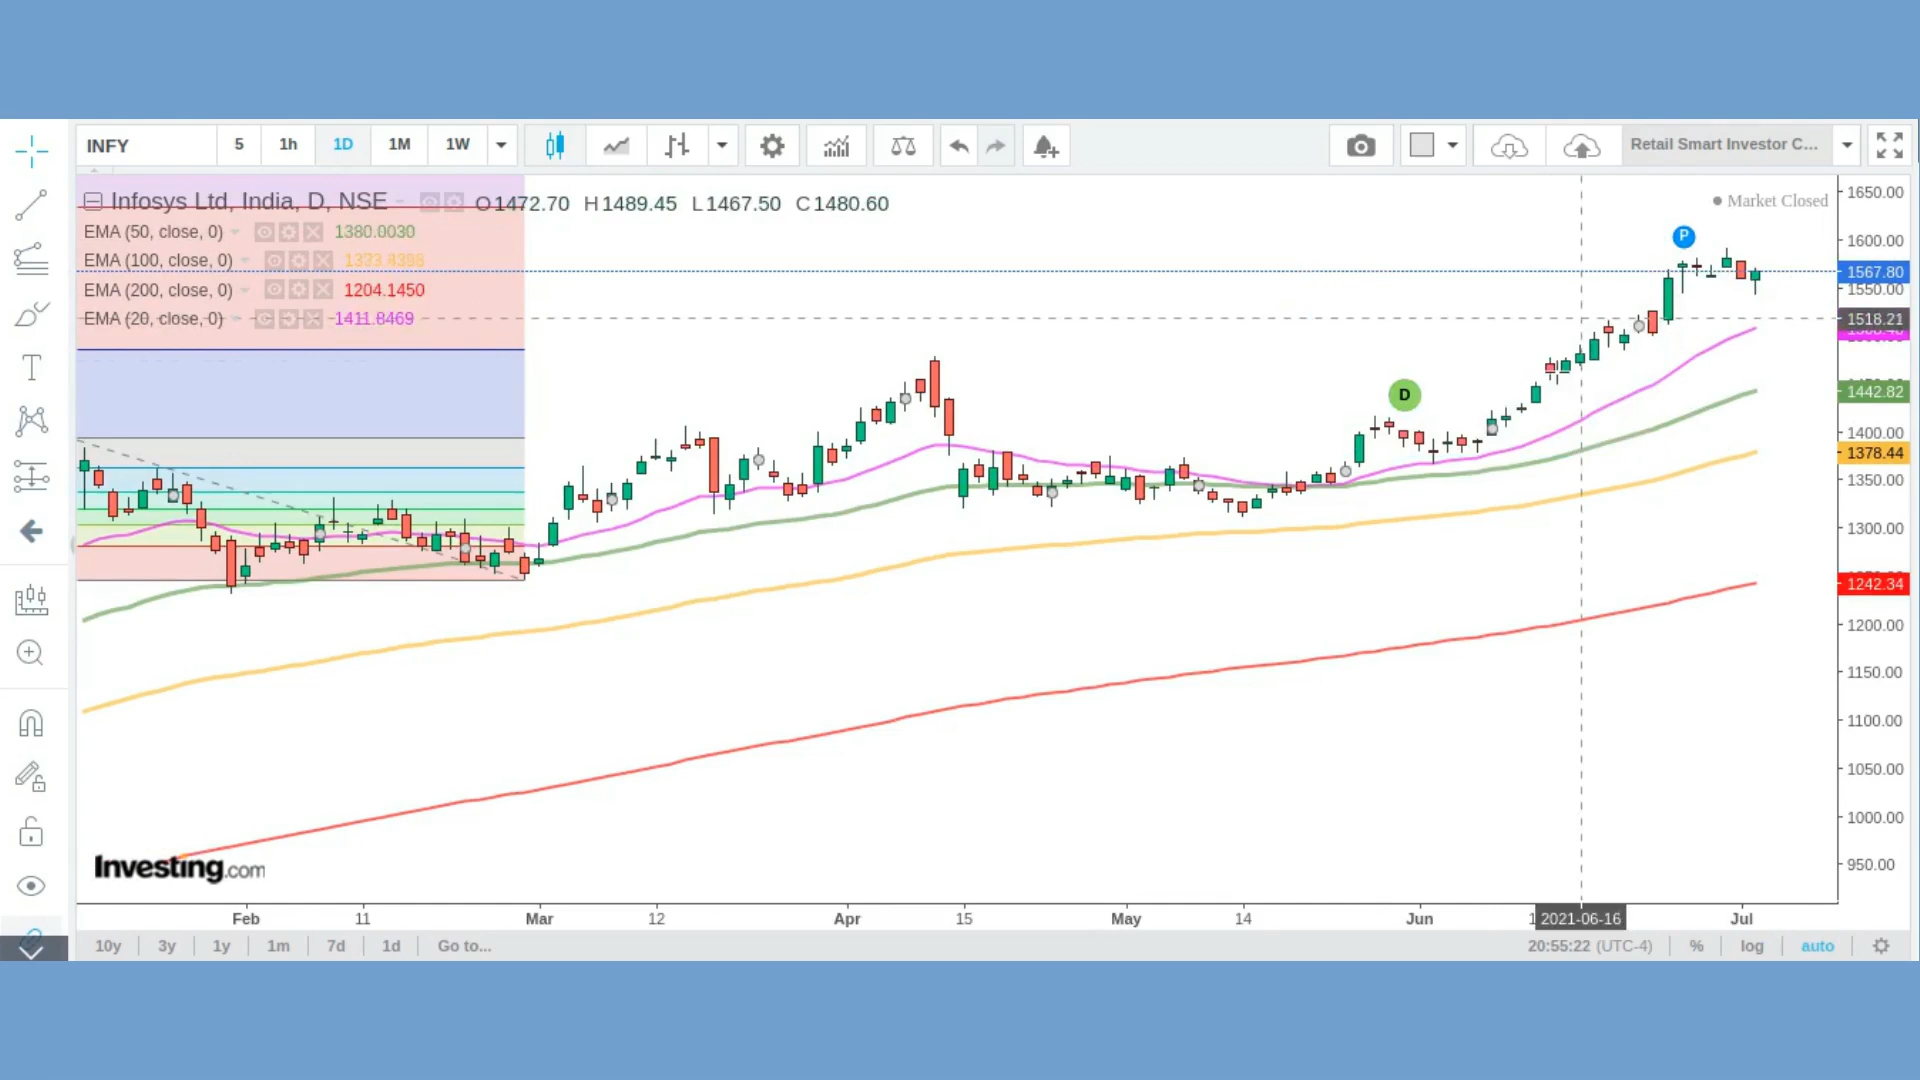 INFY 5 1h 1D 1M 1W Retail Smart Investor C...
Infosys Ltd, India, D, NSE O1472.70 H1489.45 L1467.50 C1480.60
Market Closed
EMA (50, close, 0) 1380.0030
EMA (100, close, 0)
EMA (200, close, 0) 1204.1450
EMA (20, close, 0) 1411.8469
P
D
1650.00
1600.00
1567.80
1550.00
1518.21
1442.82
1400.00
1378.44
1350.00
1300.00
1242.34
1200.00
1150.00
1100.00
1050.00
1000.00
950.00
Investing.com
Feb 11 Mar 12 Apr 15 May 14 Jun 2021-06-16 Jul
10y 3y 1y 1m 7d 1d Go to... 20:55:22 (UTC-4) % log auto